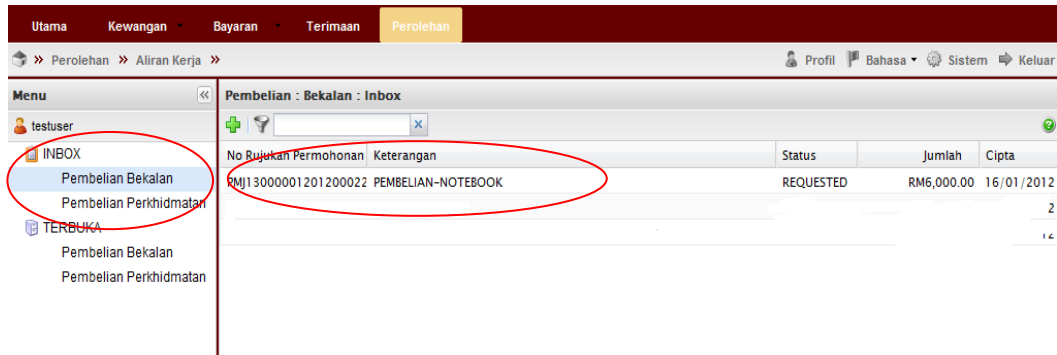 Utama Kewangan Bayaran Terimaan Perolehan
» Perolehan » Aliran Kerja » Profil Bahasa Sistem Keluar
Menu « Pembelian : Bekalan : Inbox
testuser
INBOX No Rujukan Permohonan Keterangan Status Jumlah Cipta
Pembelian Bekalan PMJ13000001201200022 PEMBELIAN-NOTEBOOK REQUESTED RM6,000.00 16/01/2012
Pembelian Perkhidmatan 2
TERBUKA
Pembelian Bekalan
Pembelian Perkhidmatan